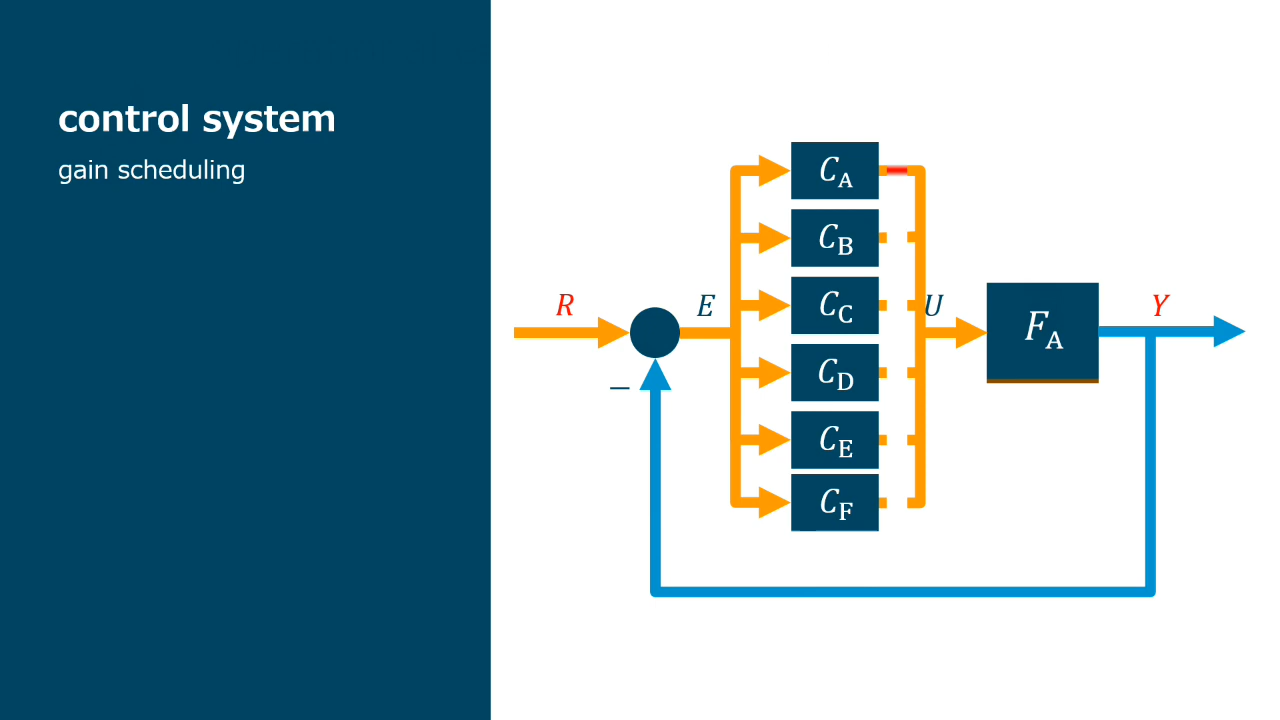 control system
gain scheduling
C_A
C_B
R
E
C_C
U
F_A
Y
−
C_D
C_E
C_F